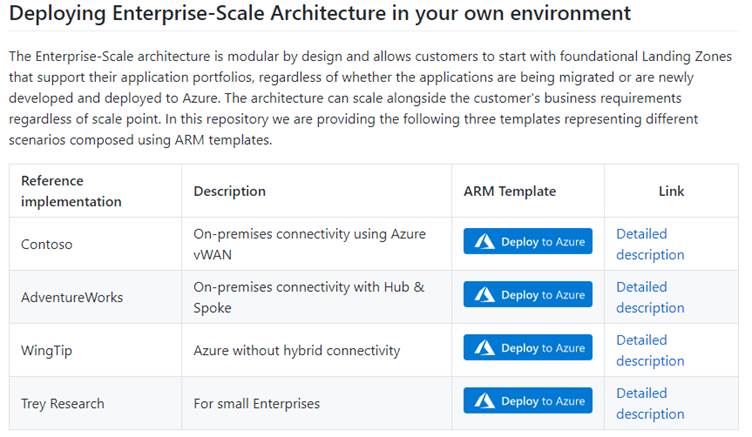 Deploying Enterprise-Scale Architecture in your own environment
The Enterprise-Scale architecture is modular by design and allows customers to start with foundational Landing Zones
that support their application portfolios, regardless of whether the applications are being migrated or are newly
developed and deployed to Azure. The architecture can scale alongside the customer's business requirements
regardless of scale point. In this repository we are providing the following three templates representing different
scenarios composed using ARM templates.
Reference
implementation
Description
ARM Template
Link
Contoso
On-premises connectivity using Azure
vWAN
Deploy to Azure
Detailed
description
AdventureWorks
On-premises connectivity with Hub &
Spoke
Deploy to Azure
Detailed
description
WingTip
Azure without hybrid connectivity
Deploy to Azure
Detailed
description
Trey Research
For small Enterprises
Deploy to Azure
Detailed
description